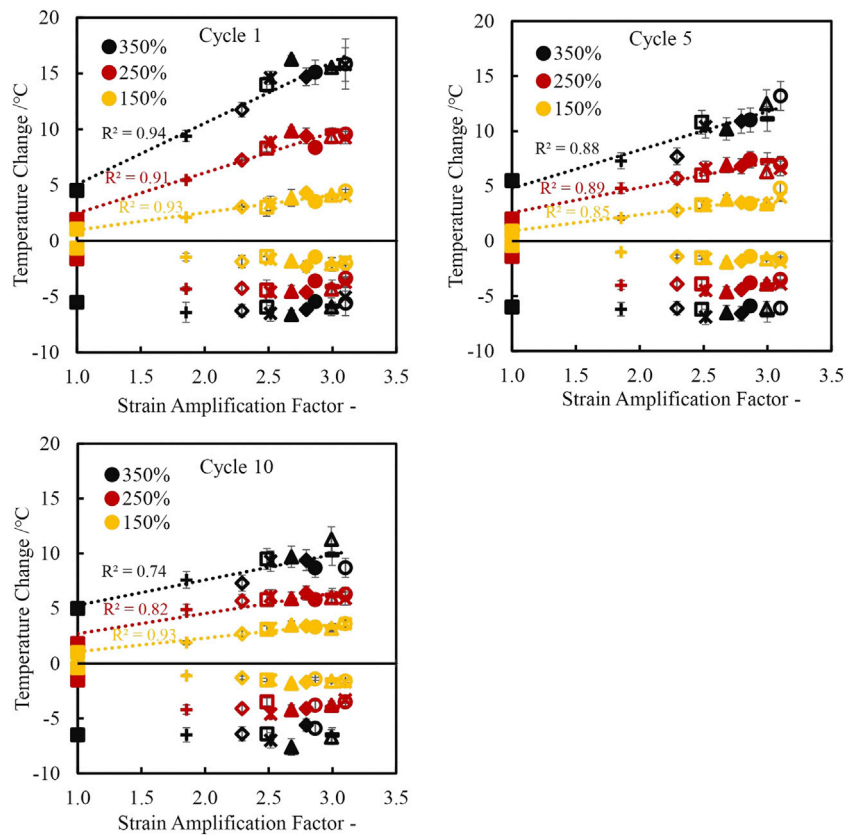 Cycle 1
350%
250%
150%
R² = 0.94
R² = 0.91
R² = 0.93
20
15
10
5
0
-5
-10
1.0 1.5 2.0 2.5 3.0 3.5
Temperature Change /°C
Strain Amplification Factor -
Cycle 5
350%
250%
150%
R² = 0.88
R² = 0.89
R² = 0.85
20
15
10
5
0
-5
-10
1.0 1.5 2.0 2.5 3.0 3.5
Temperature Change /°C
Strain Amplification Factor -
Cycle 10
350%
250%
150%
R² = 0.74
R² = 0.82
R² = 0.93
20
15
10
5
0
-5
-10
1.0 1.5 2.0 2.5 3.0 3.5
Temperature Change /°C
Strain Amplification Factor -